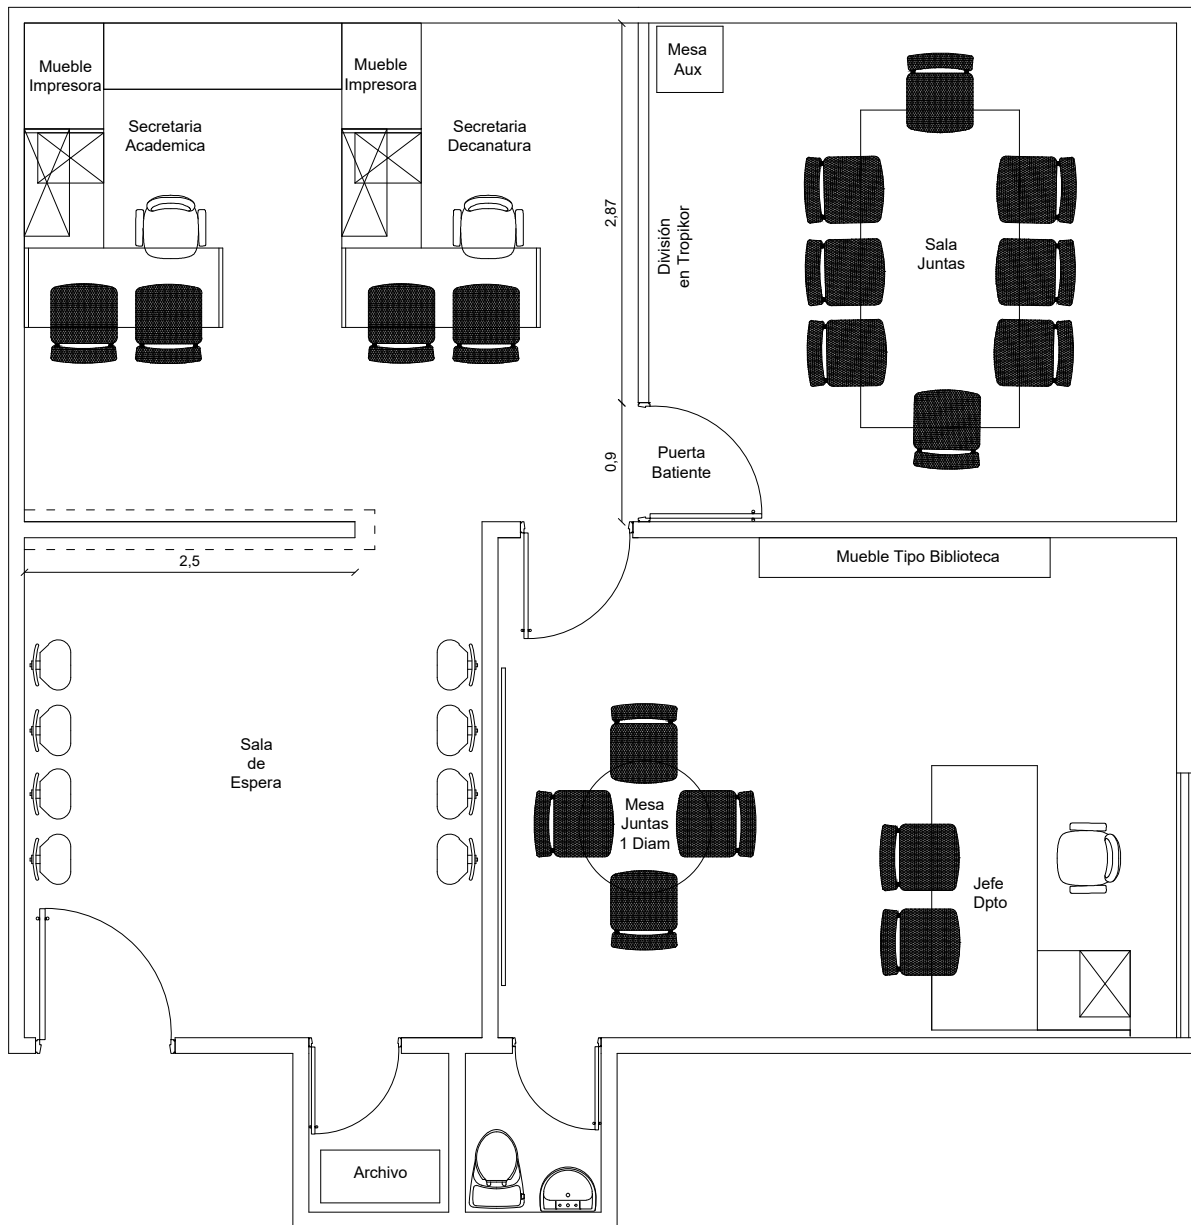 Mueble
Impresora
Mueble
Impresora
Mesa
Aux
Secretaria
Academica
Secretaria
Decanatura
2,87
División
en Tropikor
Sala
Juntas
0,9
Puerta
Batiente
2,5
Mueble Tipo Biblioteca
Sala
de
Espera
Mesa
Juntas
1 Diam
Jefe
Dpto
Archivo